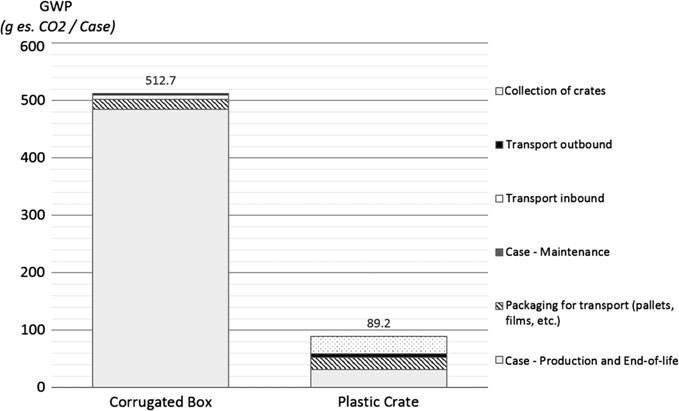 GWP
(g es. CO2 / Case)
600
500
400
300
200
100
0
512.7
89.2
Corrugated Box
Plastic Crate
Collection of crates
Transport outbound
Transport inbound
Case - Maintenance
Packaging for transport (pallets,
films, etc.)
Case - Production and End-of-life